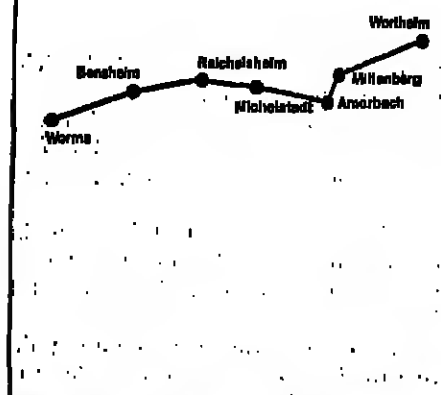 Wertheim
Reichelsheim
Bensheim
Miltenberg
Michelstadt
Amorbach
Worms